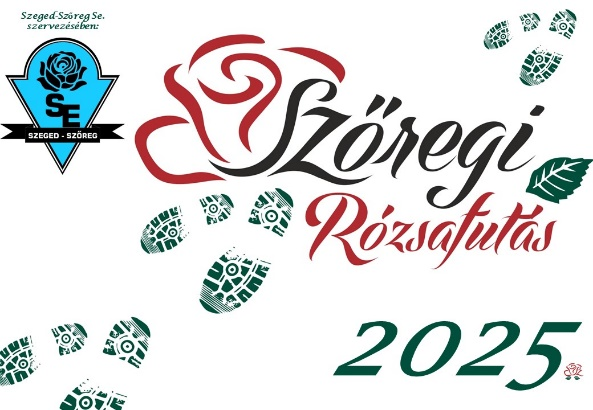 Szeged-Szőreg Se.
szervezésében:
SE
SZEGED - SZŐREG
Szőregi
Rózsafutás
2025